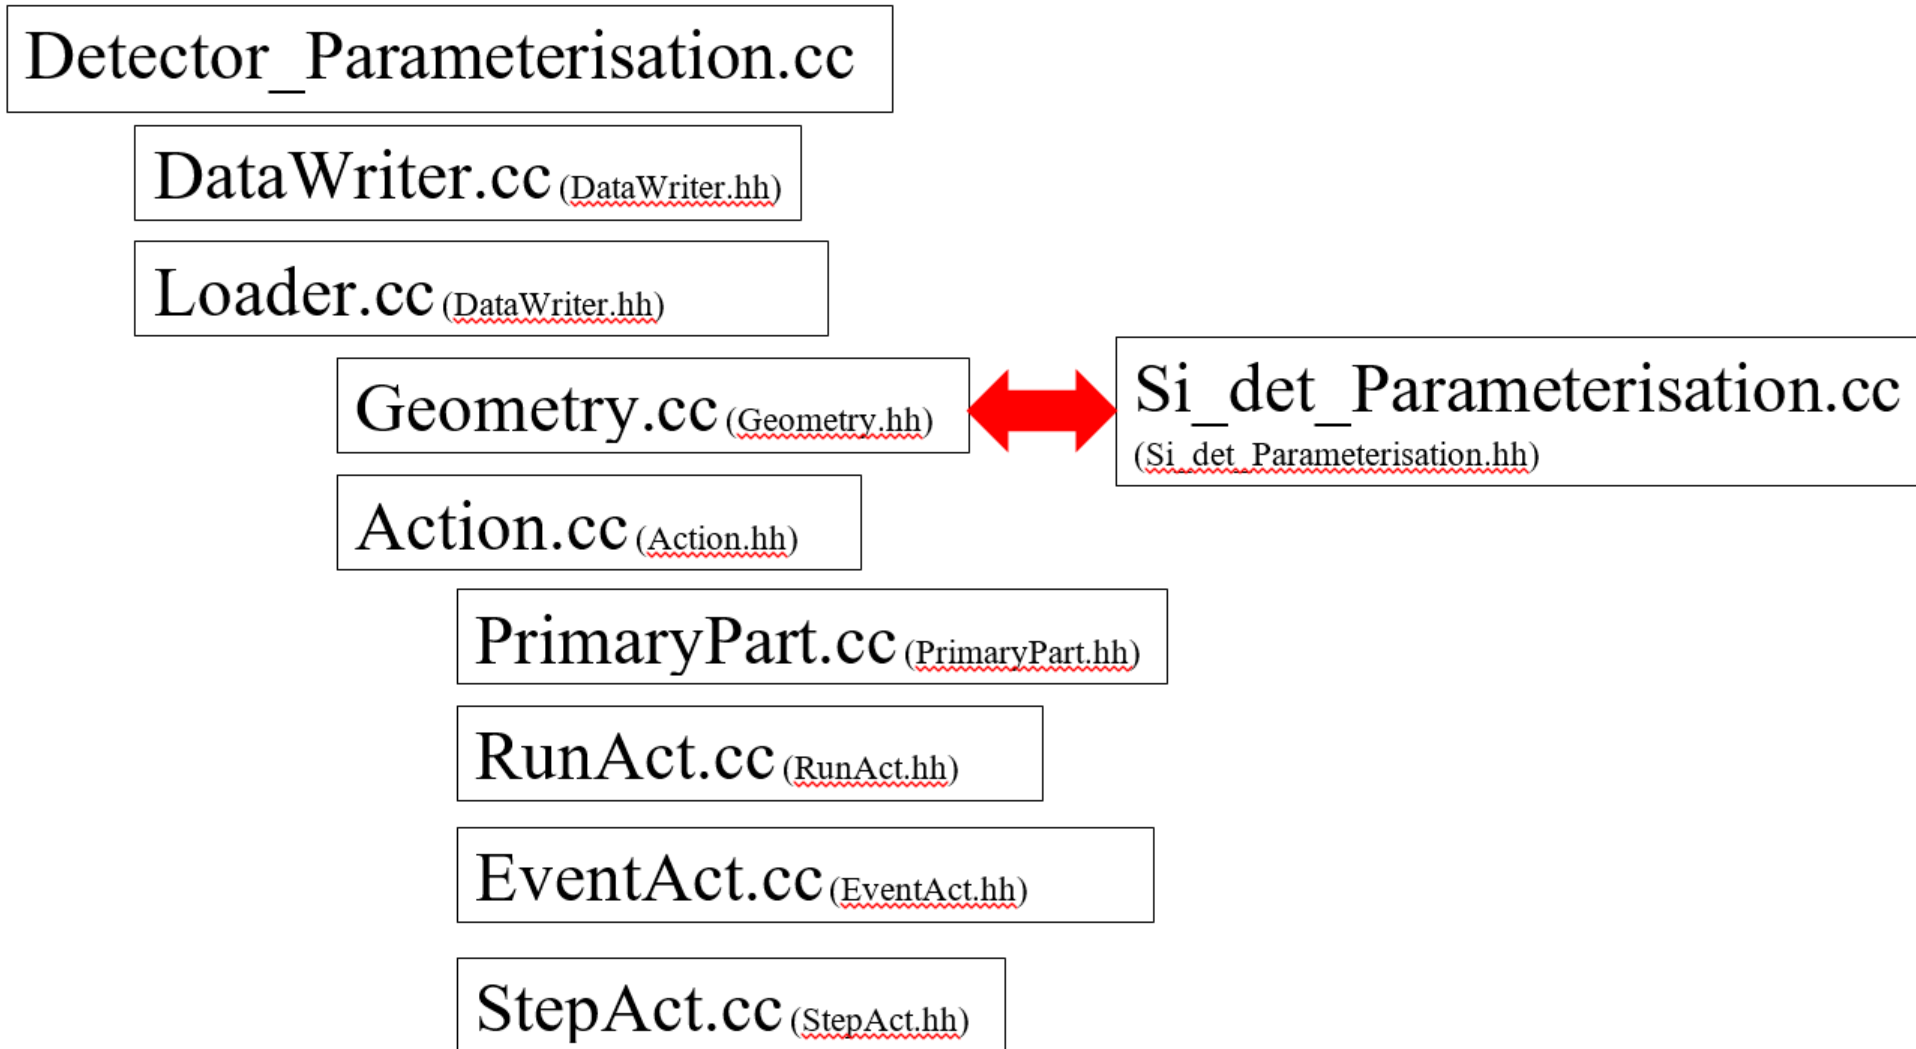 Detector_Parameterisation.cc
DataWriter.cc (DataWriter.hh)
Loader.cc (DataWriter.hh)
Geometry.cc (Geometry.hh)
Si_det_Parameterisation.cc
(Si_det_Parameterisation.hh)
Action.cc (Action.hh)
PrimaryPart.cc (PrimaryPart.hh)
RunAct.cc (RunAct.hh)
EventAct.cc (EventAct.hh)
StepAct.cc (StepAct.hh)